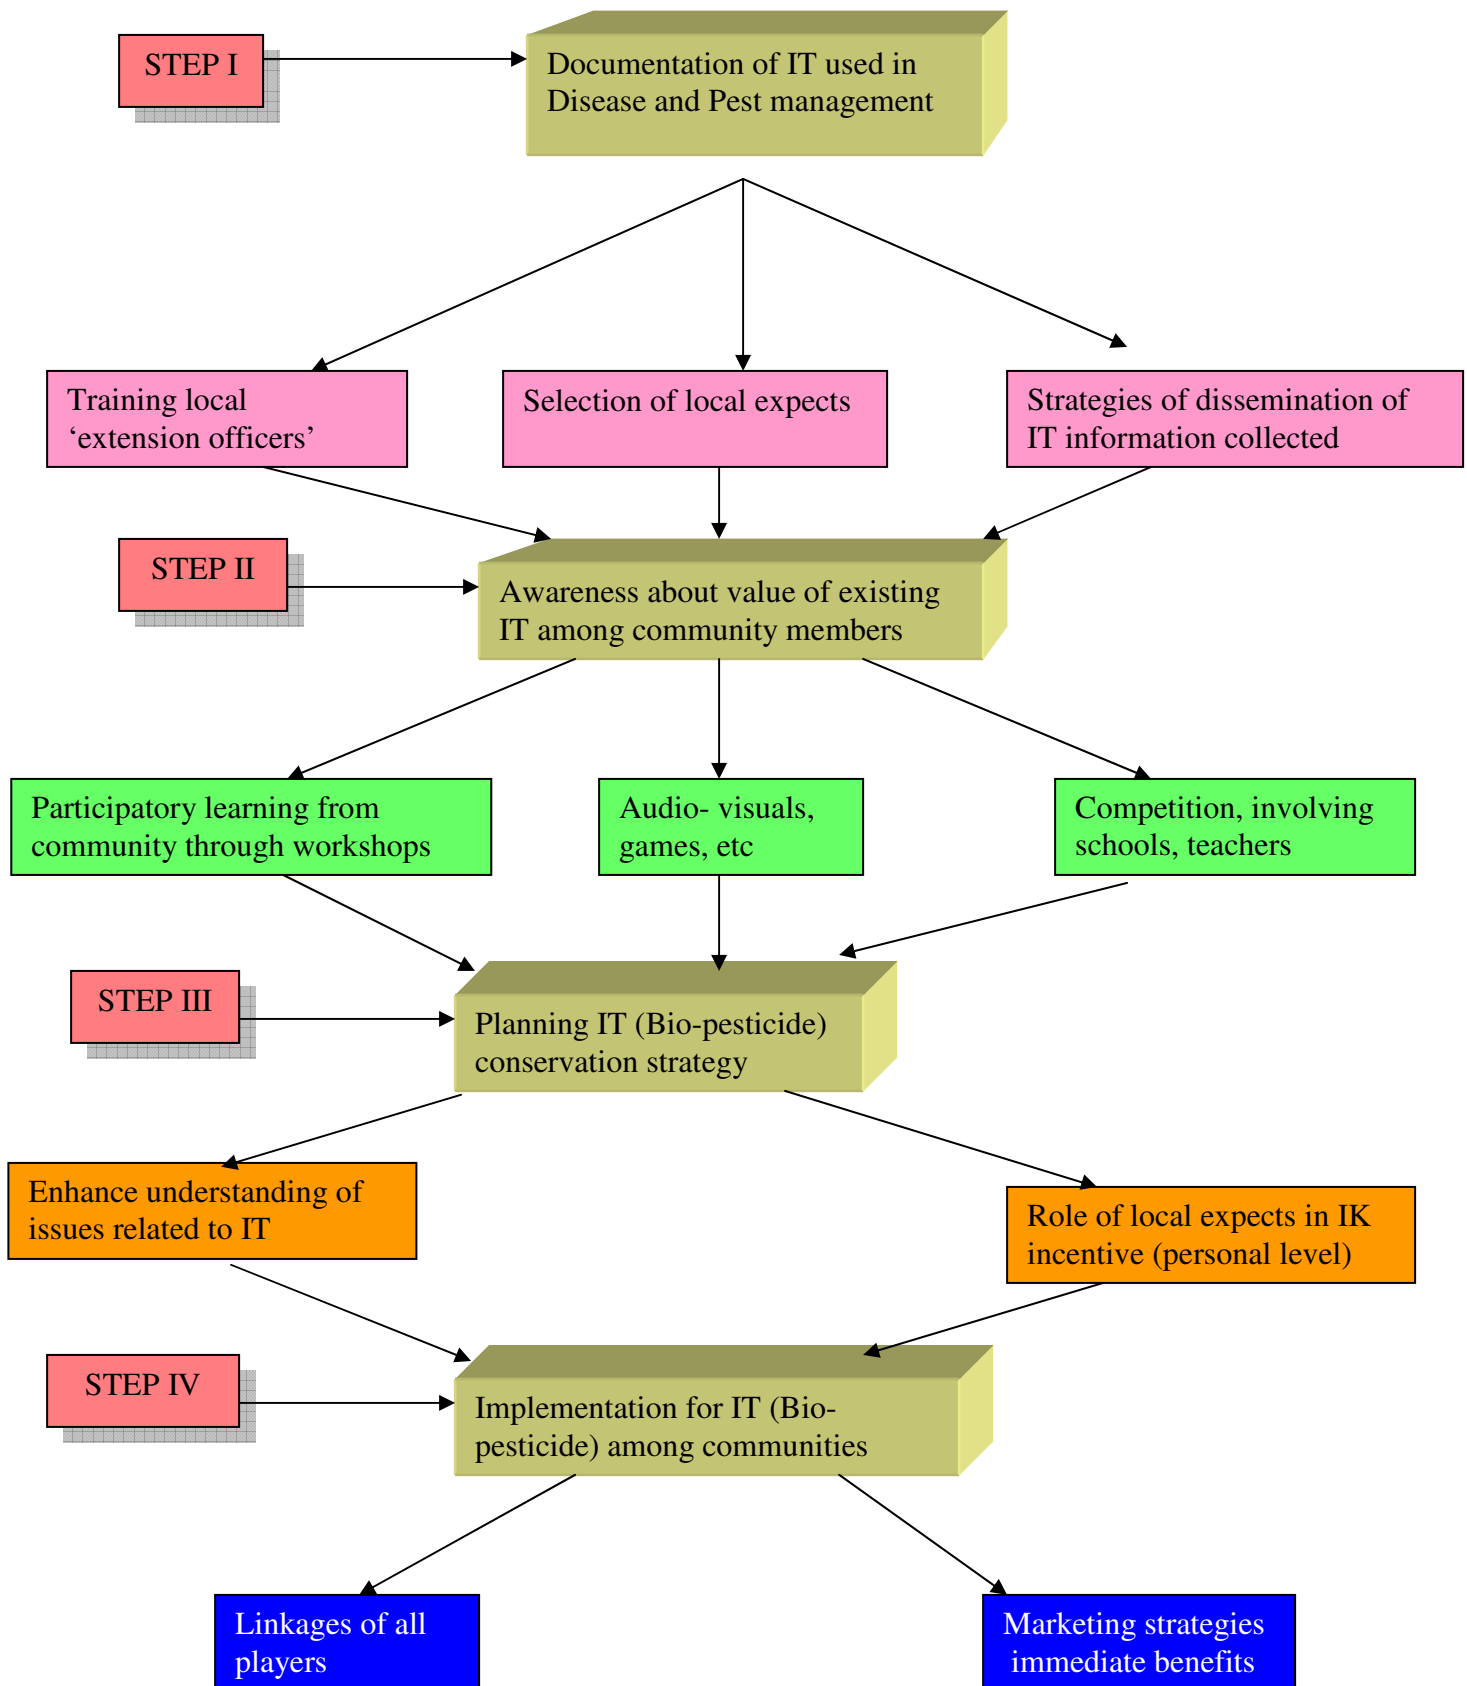 STEP I
Documentation of IT used in
Disease and Pest management
Training local
‘extension officers’
Selection of local expects
Strategies of dissemination of
IT information collected
STEP II
Awareness about value of existing
IT among community members
Participatory learning from
community through workshops
Audio- visuals,
games, etc
Competition, involving
schools, teachers
STEP III
Planning IT (Bio-pesticide)
conservation strategy
Enhance understanding of
issues related to IT
Role of local expects in IK
incentive (personal level)
STEP IV
Implementation for IT (Bio-
pesticide) among communities
Linkages of all
players
Marketing strategies
immediate benefits